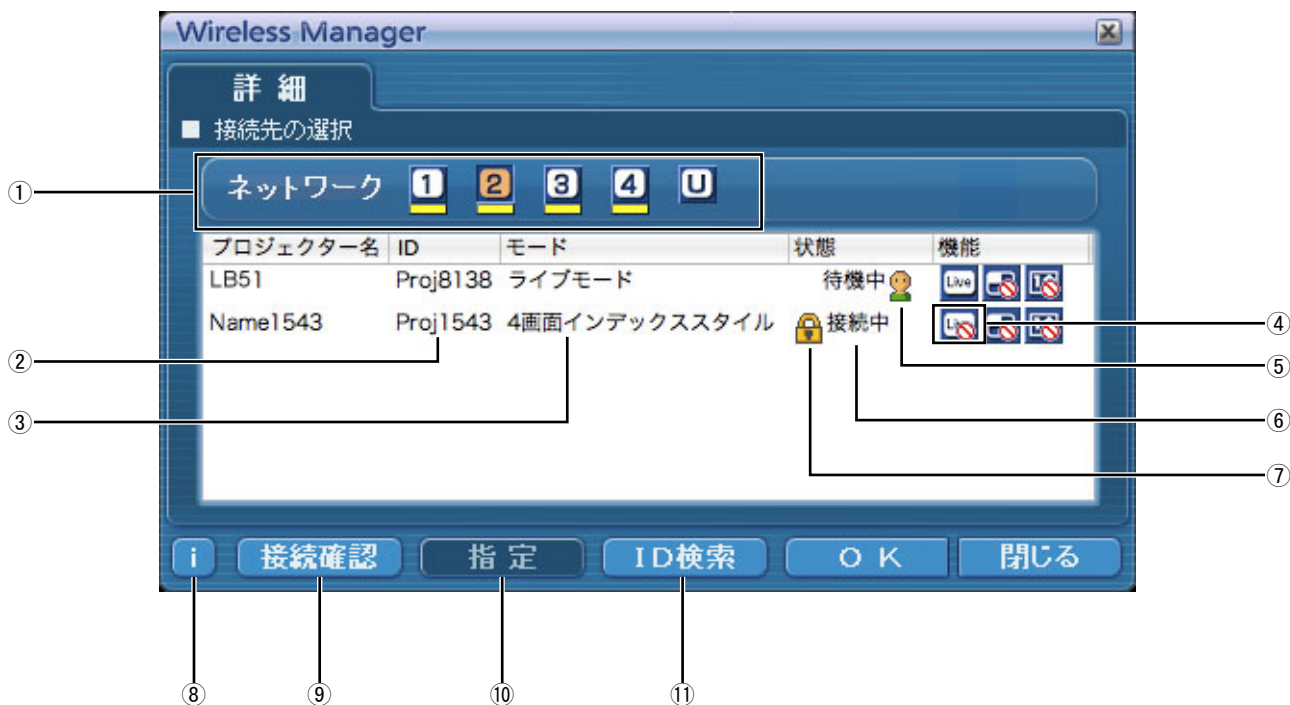 Wireless Manager
詳 細
■ 接続先の選択
① ネットワーク 1 2 3 4 U
プロジェクター名 ID モード 状態 機能
LB51 Proj8138 ライブモード 待機中 Live
Name1543 Proj1543 4画面インデックススタイル 接続中 ④
② ⑤
③ ⑥
⑦
i 接続確認 指 定 ID検索 O K 閉じる
⑧ ⑨ ⑩ ⑪